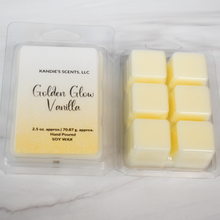 KANDIE'S SCENTS, LLC
Golden Glow
Vanilla
2.5 oz. approx.| 70.87 g. approx.
Hand Poured
SOY WAX